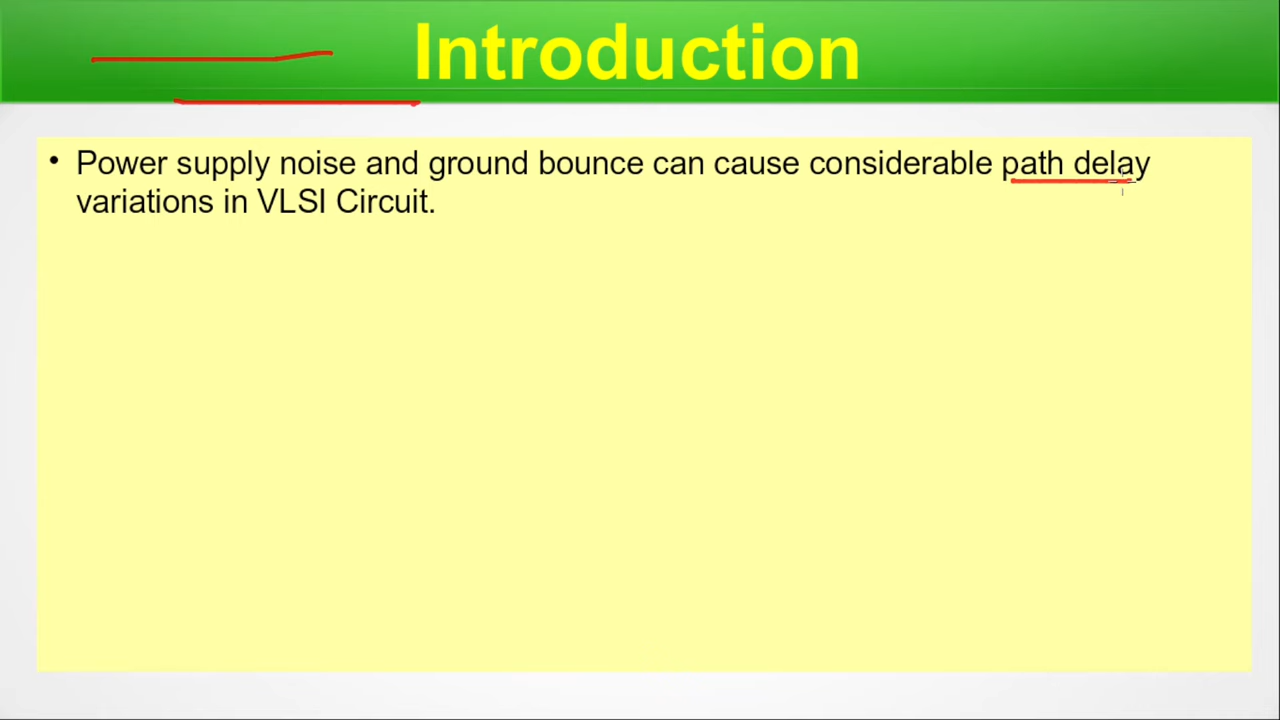 Introduction
• Power supply noise and ground bounce can cause considerable path delay
variations in VLSI Circuit.